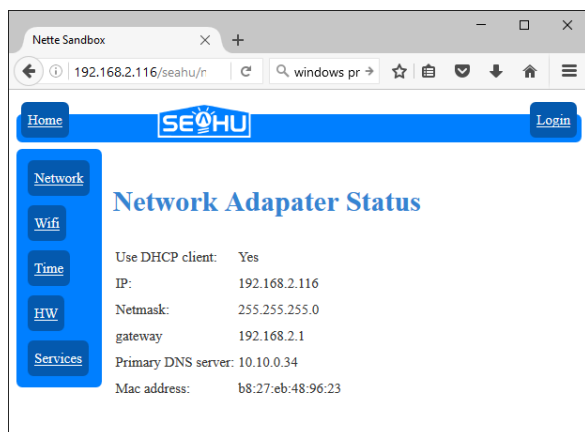 Nette Sandbox
192.168.2.116/seahu/r
windows pr
Home
SEAHU
Login
Network
Wifi
Time
HW
Services
Network Adapater Status
Use DHCP client: Yes
IP: 192.168.2.116
Netmask: 255.255.255.0
gateway 192.168.2.1
Primary DNS server: 10.10.0.34
Mac address: b8:27:eb:48:96:23